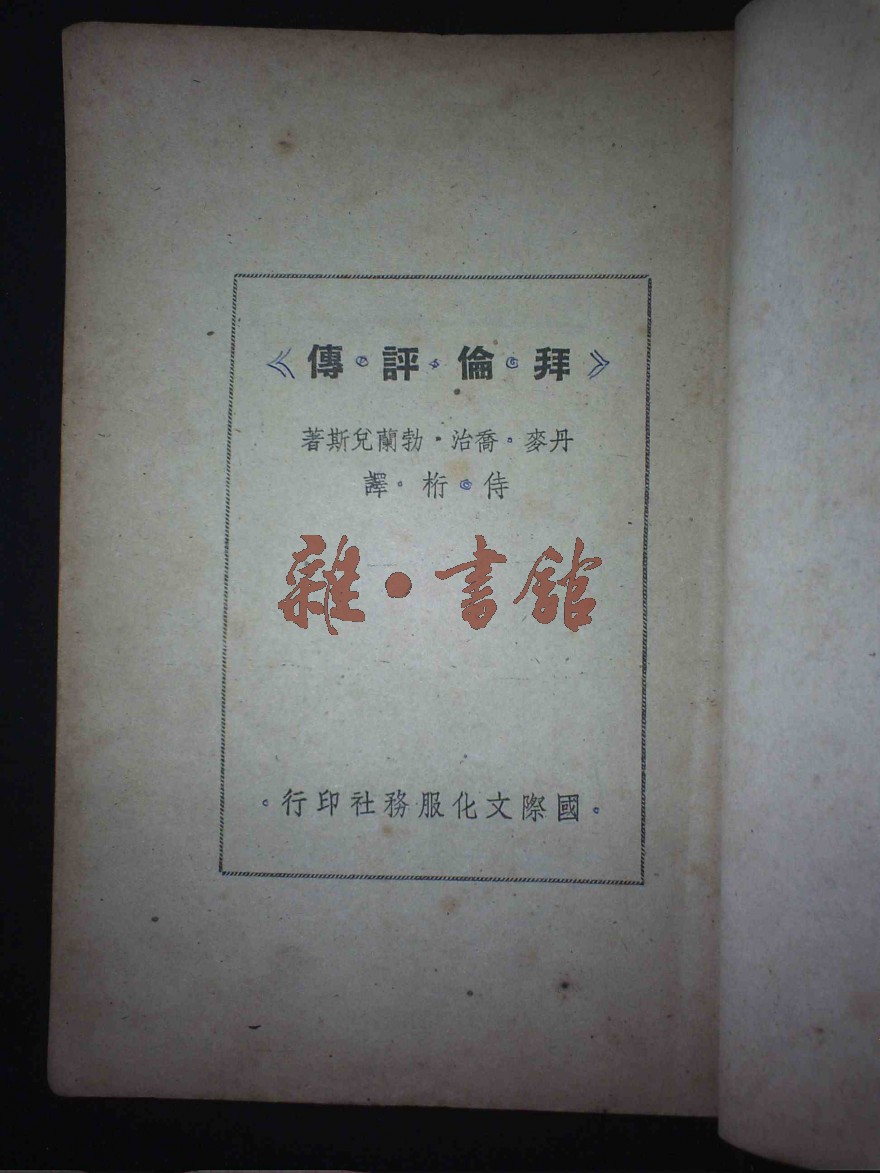 《拜。倫。評。傳》
丹麥。喬治・勃蘭兌斯著
侍。桁。譯
雜・書館
。國際文化服務社印行。